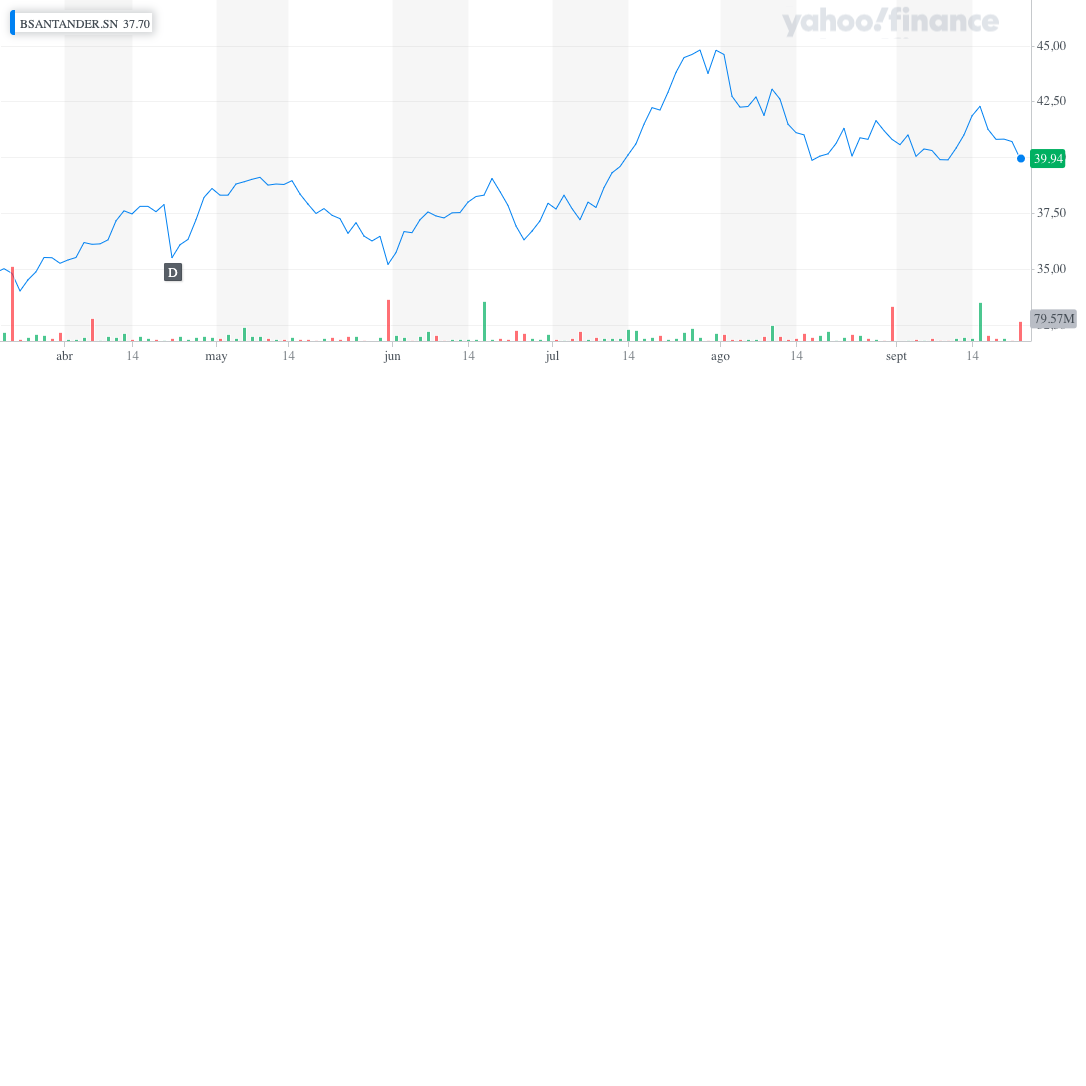 BSANTANDER.SN 37.70
yahoo!finance
45,00
42,50
39.94
37,50
35,00
79.57M
D
abr 14 may 14 jun 14 jul 14 ago 14 sept 14